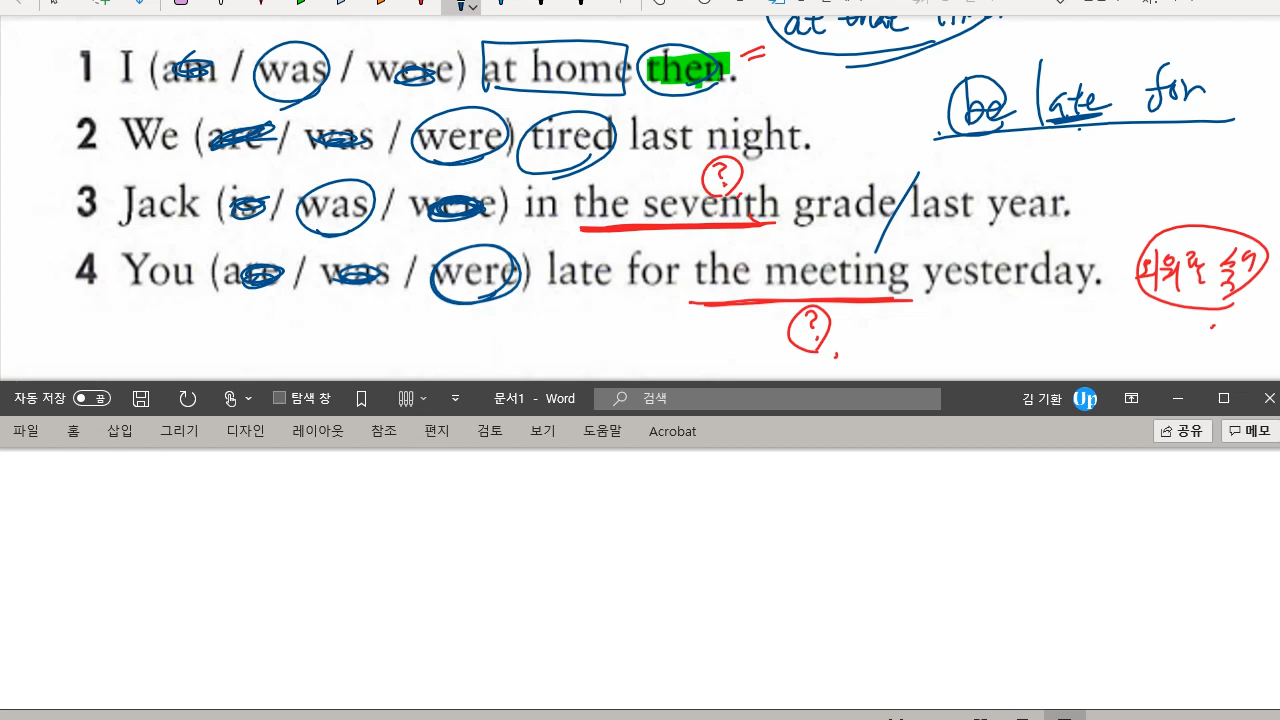 at that
1 I (am / was / were) at home then. =
be late for
2 We (are / was / were) tired last night.
?
3 Jack (is / was / were) in the seventh grade / last year.
4 You (are / was / were) late for the meeting yesterday.
?
자동 저장 끔 탐색 창 문서1 - Word 검색 김 기환 Up
파일 홈 삽입 그리기 디자인 레이아웃 참조 편지 검토 보기 도움말 Acrobat 공유 메모